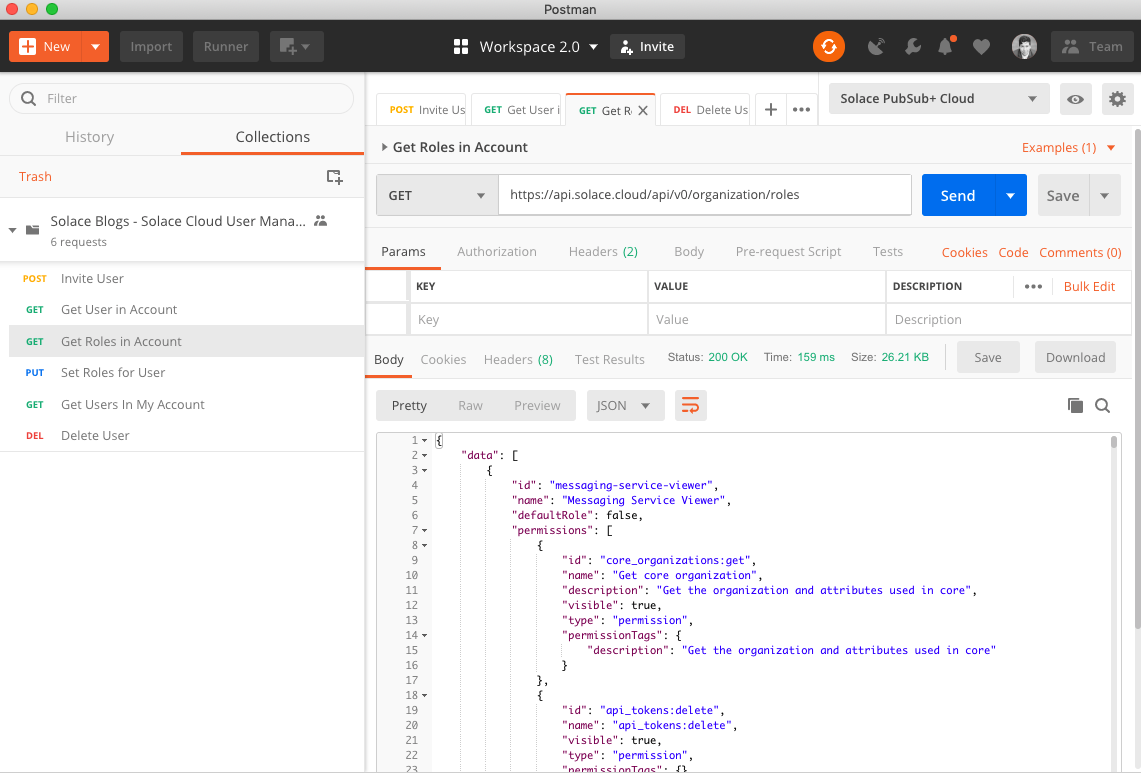 Postman
New
Import
Runner
Workspace 2.0
Invite
Team
Filter
History
Collections
Trash
Solace Blogs - Solace Cloud User Mana...
6 requests
POST Invite User
GET Get User in Account
GET Get Roles in Account
PUT Set Roles for User
GET Get Users In My Account
DEL Delete User
POST Invite Us
GET Get User i
GET Get R
DEL Delete Us
Solace PubSub+ Cloud
Get Roles in Account
Examples (1)
GET
https://api.solace.cloud/api/v0/organization/roles
Send
Save
Params
Authorization
Headers (2)
Body
Pre-request Script
Tests
Cookies
Code
Comments (0)
KEY
VALUE
DESCRIPTION
Bulk Edit
Key
Value
Description
Body
Cookies
Headers (8)
Test Results
Status: 200 OK
Time: 159 ms
Size: 26.21 KB
Save
Download
Pretty
Raw
Preview
JSON
1 {
2 "data": [
3 {
4 "id": "messaging-service-viewer",
5 "name": "Messaging Service Viewer",
6 "defaultRole": false,
7 "permissions": [
8 {
9 "id": "core_organizations:get",
10 "name": "Get core organization",
11 "description": "Get the organization and attributes used in core",
12 "visible": true,
13 "type": "permission",
14 "permissionTags": {
15 "description": "Get the organization and attributes used in core"
16 }
17 },
18 {
19 "id": "api_tokens:delete",
20 "name": "api_tokens:delete",
21 "visible": true,
22 "type": "permission",
23 "permissionTags": {}